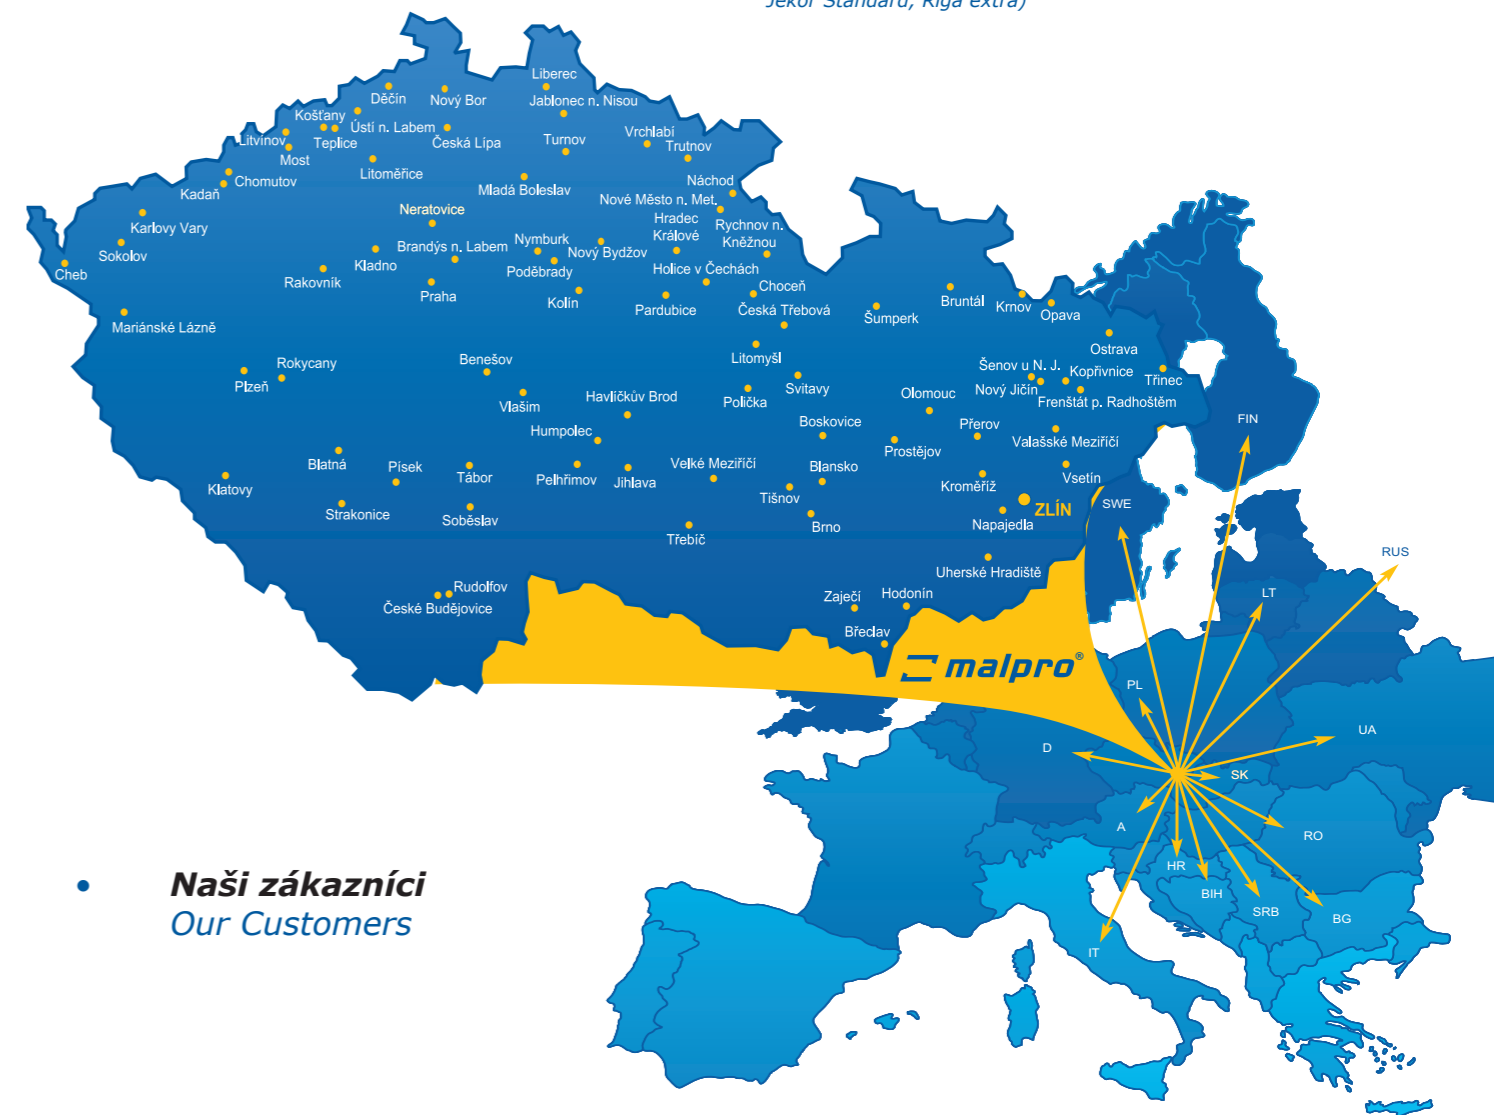 Jekor Standard, Riga extra)
Liberec
Děčín
Nový Bor
Jablonec n. Nisou
Košťany
Ústí n. Labem
Litvínov
Teplice
Česká Lípa
Turnov
Vrchlabí
Trutnov
Most
Litoměřice
Chomutov
Kadaň
Mladá Boleslav
Náchod
Nové Město n. Met.
Neratovice
Karlovy Vary
Hradec
Králové
Rychnov n.
Kněžnou
Sokolov
Cheb
Kladno
Brandýs n. Labem
Nymburk
Nový Bydžov
Poděbrady
Holice v Čechách
Rakovník
Praha
Kolín
Pardubice
Choceň
Česká Třebová
Bruntál
Krnov
Opava
Šumperk
Mariánské Lázně
Ostrava
Rokycany
Plzeň
Benešov
Litomyšl
Svitavy
Šenov u N. J.
Kopřivnice
Třinec
Nový Jičín
Frenštát p. Radhoštěm
Vlašim
Havlíčkův Brod
Polička
Olomouc
Humpolec
Boskovice
Přerov
Valašské Meziříčí
Prostějov
Blatná
Písek
Tábor
Pelhřimov
Jihlava
Velké Meziříčí
Blansko
Kroměříž
Vsetín
Klatovy
Strakonice
Soběslav
Tišnov
Brno
Napajedla
ZLÍN
Třebíč
Uherské Hradiště
Rudolfov
České Budějovice
Zaječí
Hodonín
Břeclav
malpro®
FIN
SWE
RUS
LT
PL
UA
D
SK
A
RO
HR
BIH
SRB
BG
IT
• Naši zákazníci
Our Customers